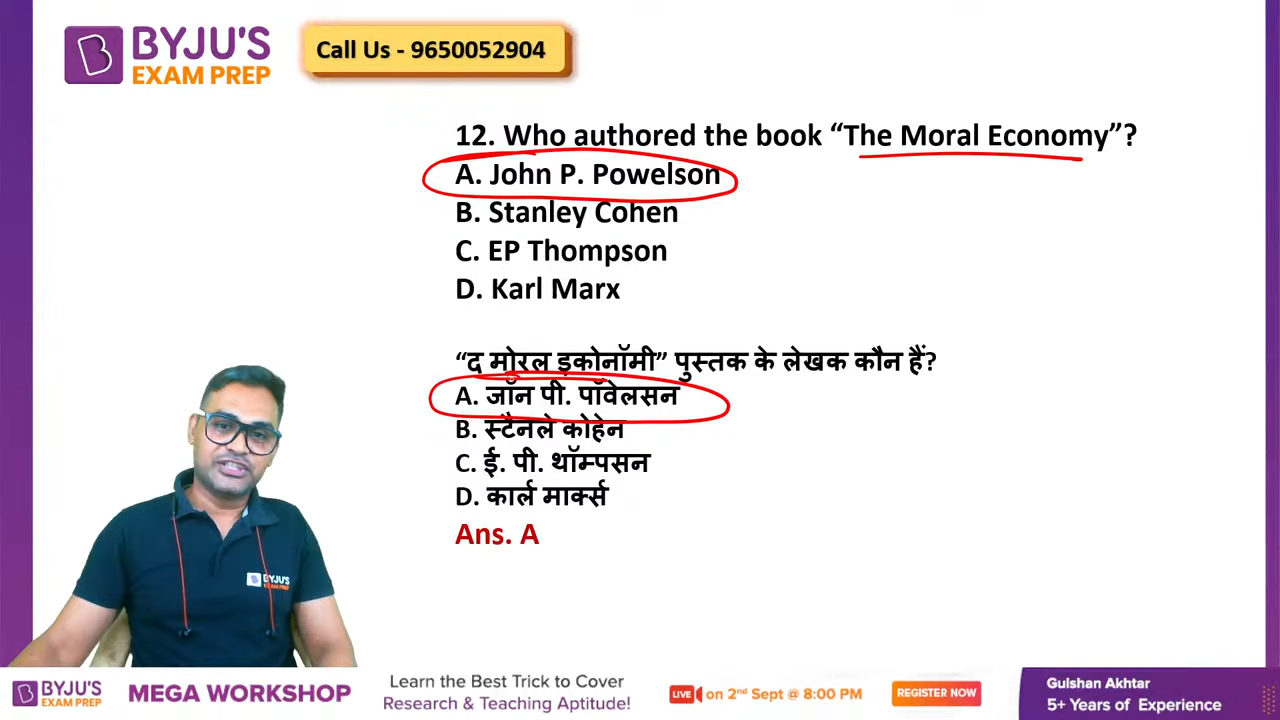 BYJU'S
EXAM PREP
Call Us - 9650052904
12. Who authored the book “The Moral Economy”?
A. John P. Powelson
B. Stanley Cohen
C. EP Thompson
D. Karl Marx
“द मोरल इकोनॉमी” पुस्तक के लेखक कौन हैं?
A. जॉन पी. पॉवेलसन
B. स्टैनले कोहेन
C. ई. पी. थॉम्पसन
D. कार्ल मार्क्स
Ans. A
BYJU'S
EXAM PREP
BYJU'S
EXAM PREP
MEGA WORKSHOP
Learn the Best Trick to Cover
Research & Teaching Aptitude!
LIVE on 2nd Sept @ 8:00 PM
REGISTER NOW
Gulshan Akhtar
5+ Years of Experience